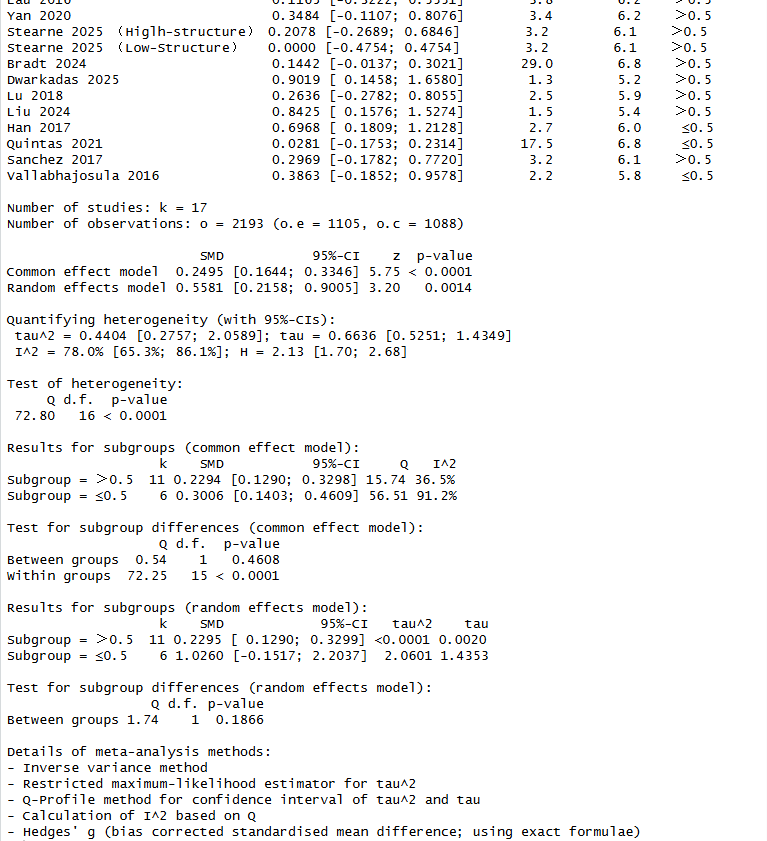 Yan 2020 0.3484 [-0.1107; 0.8076] 3.4 6.2 >0.5
Stearne 2025 (Higlh-structure) 0.2078 [-0.2689; 0.6846] 3.2 6.1 >0.5
Stearne 2025 (Low-Structure) 0.0000 [-0.4754; 0.4754] 3.2 6.1 >0.5
Bradt 2024 0.1442 [-0.0137; 0.3021] 29.0 6.8 >0.5
Dwarkadas 2025 0.9019 [ 0.1458; 1.6580] 1.3 5.2 >0.5
Lu 2018 0.2636 [-0.2782; 0.8055] 2.5 5.9 >0.5
Liu 2024 0.8425 [ 0.1576; 1.5274] 1.5 5.4 >0.5
Han 2017 0.6968 [ 0.1809; 1.2128] 2.7 6.0 ≤0.5
Quintas 2021 0.0281 [-0.1753; 0.2314] 17.5 6.8 ≤0.5
Sanchez 2017 0.2969 [-0.1782; 0.7720] 3.2 6.1 >0.5
Vallabhajosula 2016 0.3863 [-0.1852; 0.9578] 2.2 5.8 ≤0.5
Number of studies: k = 17
Number of observations: o = 2193 (o.e = 1105, o.c = 1088)
SMD 95%-CI z p-value
Common effect model 0.2495 [0.1644; 0.3346] 5.75 < 0.0001
Random effects model 0.5581 [0.2158; 0.9005] 3.20 0.0014
Quantifying heterogeneity (with 95%-CIs):
tau^2 = 0.4404 [0.2757; 2.0589]; tau = 0.6636 [0.5251; 1.4349]
I^2 = 78.0% [65.3%; 86.1%]; H = 2.13 [1.70; 2.68]
Test of heterogeneity:
Q d.f. p-value
72.80 16 < 0.0001
Results for subgroups (common effect model):
k SMD 95%-CI Q I^2
Subgroup = >0.5 11 0.2294 [0.1290; 0.3298] 15.74 36.5%
Subgroup = ≤0.5 6 0.3006 [0.1403; 0.4609] 56.51 91.2%
Test for subgroup differences (common effect model):
Q d.f. p-value
Between groups 0.54 1 0.4608
Within groups 72.25 15 < 0.0001
Results for subgroups (random effects model):
k SMD 95%-CI tau^2 tau
Subgroup = >0.5 11 0.2295 [ 0.1290; 0.3299] <0.0001 0.0020
Subgroup = ≤0.5 6 1.0260 [-0.1517; 2.2037] 2.0601 1.4353
Test for subgroup differences (random effects model):
Q d.f. p-value
Between groups 1.74 1 0.1866
Details of meta-analysis methods:
- Inverse variance method
- Restricted maximum-likelihood estimator for tau^2
- Q-Profile method for confidence interval of tau^2 and tau
- Calculation of I^2 based on Q
- Hedges' g (bias corrected standardised mean difference; using exact formulae)